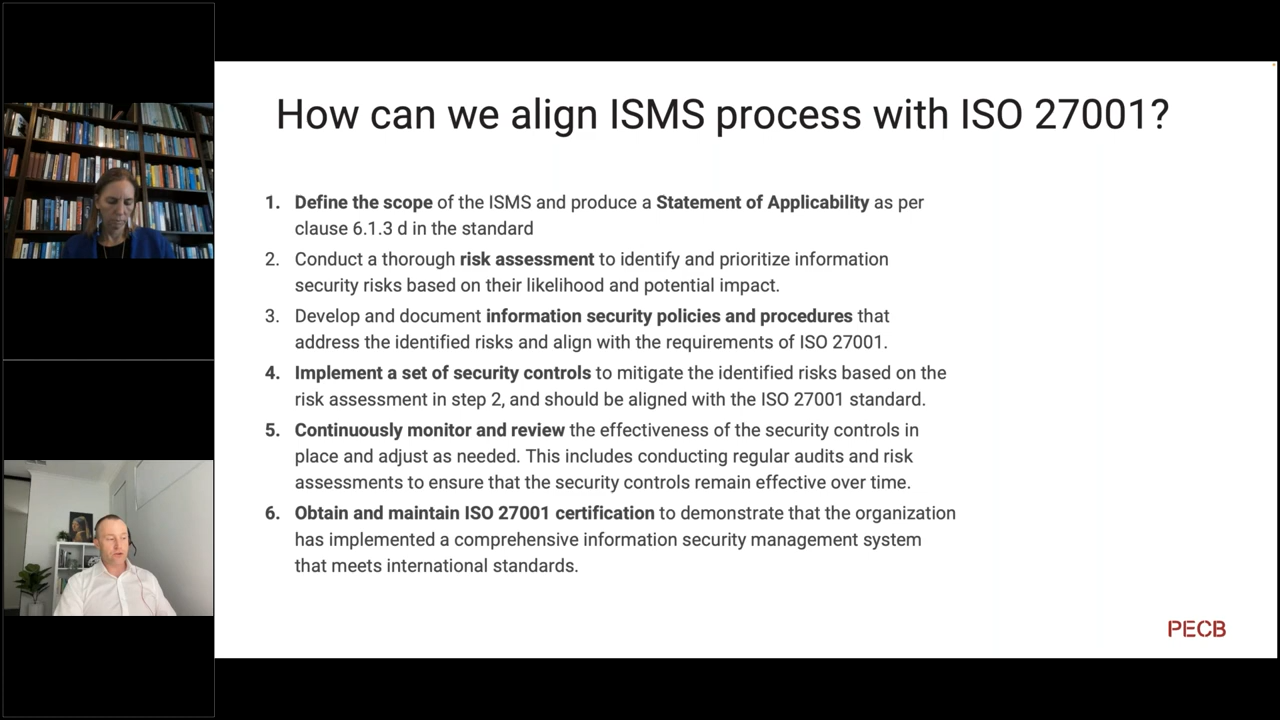 How can we align ISMS process with ISO 27001?
1. Define the scope of the ISMS and produce a Statement of Applicability as per
clause 6.1.3 d in the standard
2. Conduct a thorough risk assessment to identify and prioritize information
security risks based on their likelihood and potential impact.
3. Develop and document information security policies and procedures that
address the identified risks and align with the requirements of ISO 27001.
4. Implement a set of security controls to mitigate the identified risks based on the
risk assessment in step 2, and should be aligned with the ISO 27001 standard.
5. Continuously monitor and review the effectiveness of the security controls in
place and adjust as needed. This includes conducting regular audits and risk
assessments to ensure that the security controls remain effective over time.
6. Obtain and maintain ISO 27001 certification to demonstrate that the organization
has implemented a comprehensive information security management system
that meets international standards.
PECB